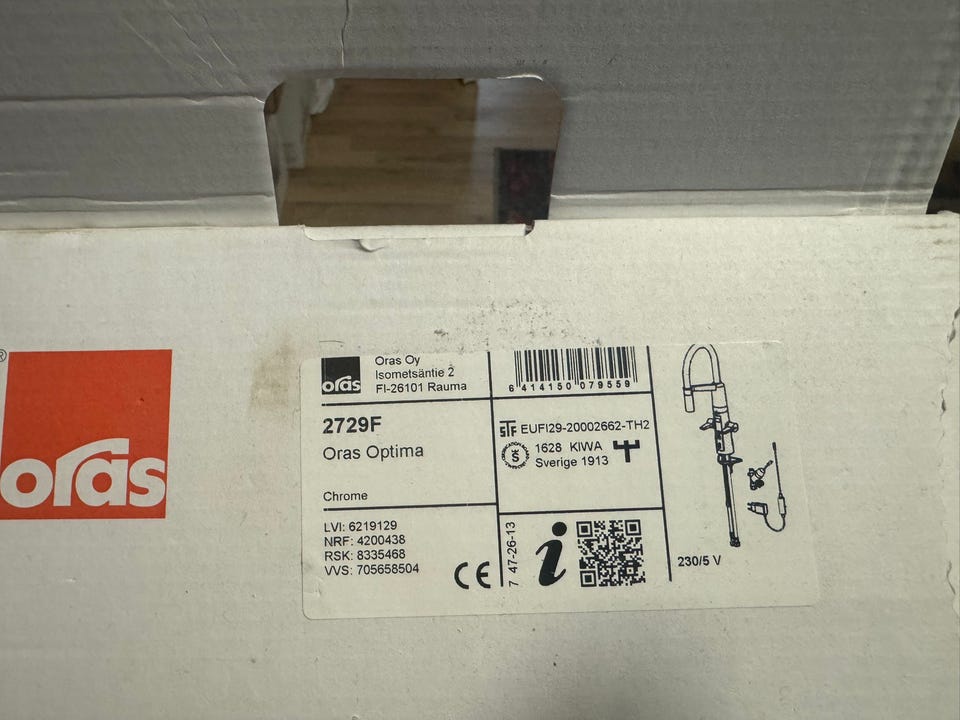 ®
oras
oras
Oras Oy
Isometsäntie 2
FI-26101 Rauma
6 414150 079559
2729F
Oras Optima
Chrome
STF EUFI29-20002662-TH2
S 1628 KIWA
Sverige 1913
LVI: 6219129
NRF: 4200438
RSK: 8335468
VVS: 705658504
CE
7 47-26-13
i
230/5 V